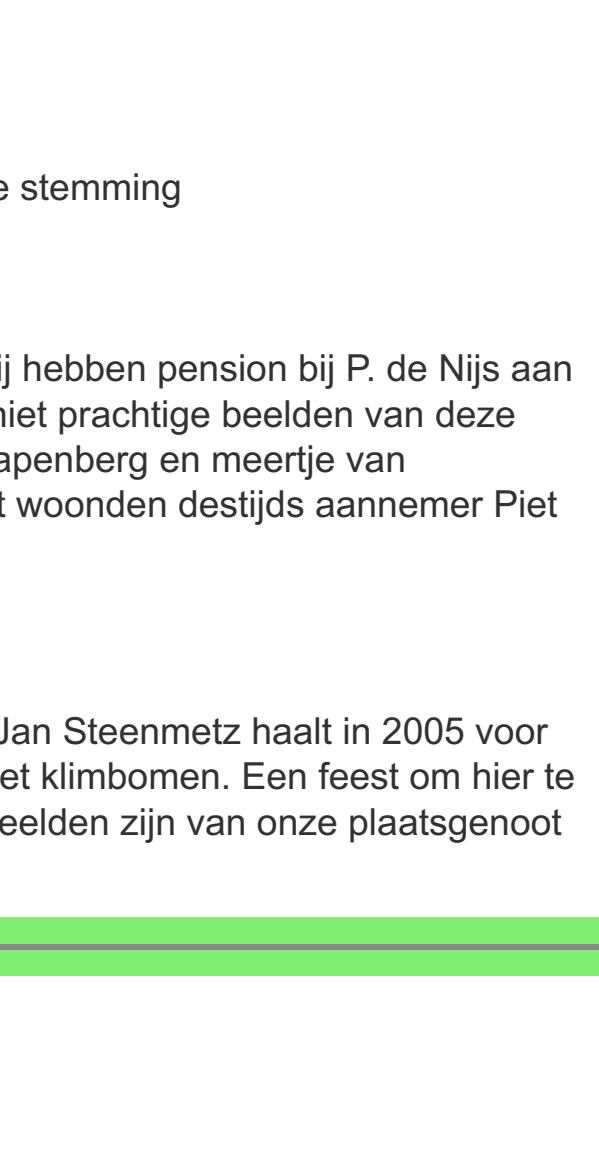 e stemming
ij hebben pension bij P. de Nijs aan
niet prachtige beelden van deze
apenberg en meertje van
t woonden destijds aannemer Piet
Jan Steenmetz haalt in 2005 voor
et klimbomen. Een feest om hier te
eelden zijn van onze plaatsgenoot